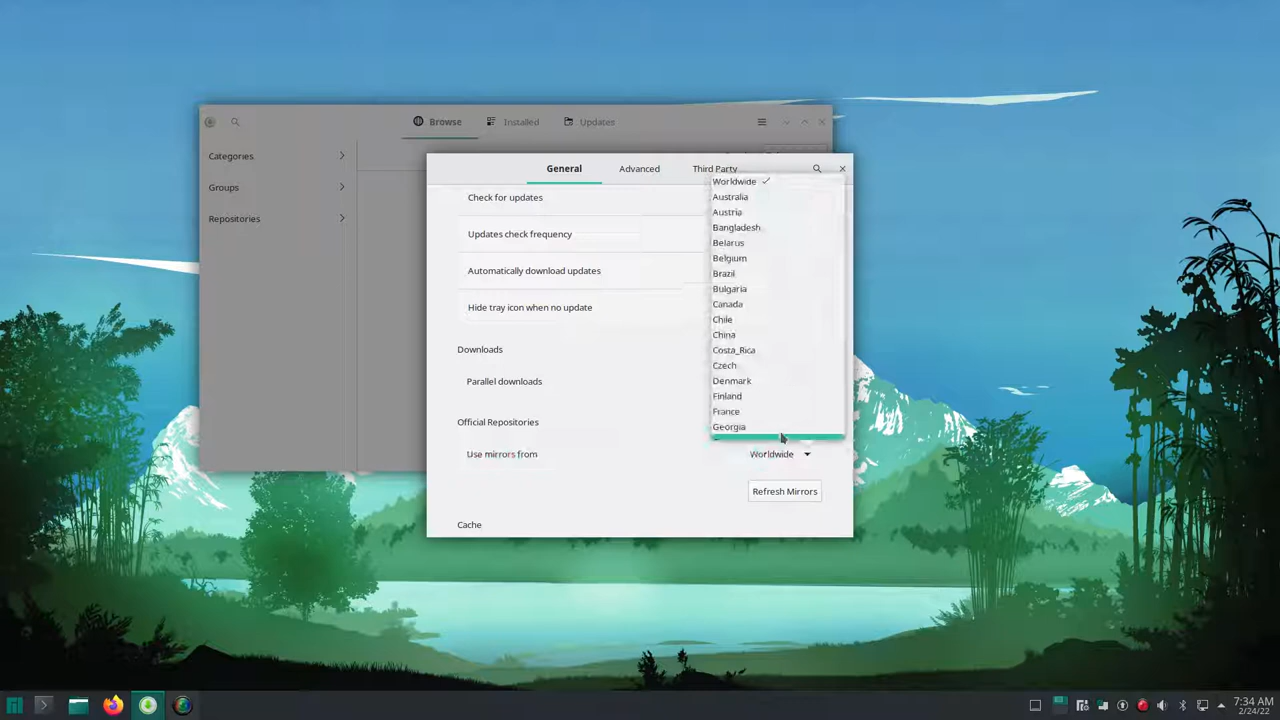 Browse
Installed
Updates
Categories
Groups
Repositories
General
Advanced
Third Party
Check for updates
Updates check frequency
Automatically download updates
Hide tray icon when no update
Downloads
Parallel downloads
Official Repositories
Use mirrors from
Worldwide
Australia
Austria
Bangladesh
Belarus
Belgium
Brazil
Bulgaria
Canada
Chile
China
Costa_Rica
Czech
Denmark
Finland
France
Georgia
Worldwide
Refresh Mirrors
Cache
7:34 AM
2/24/22